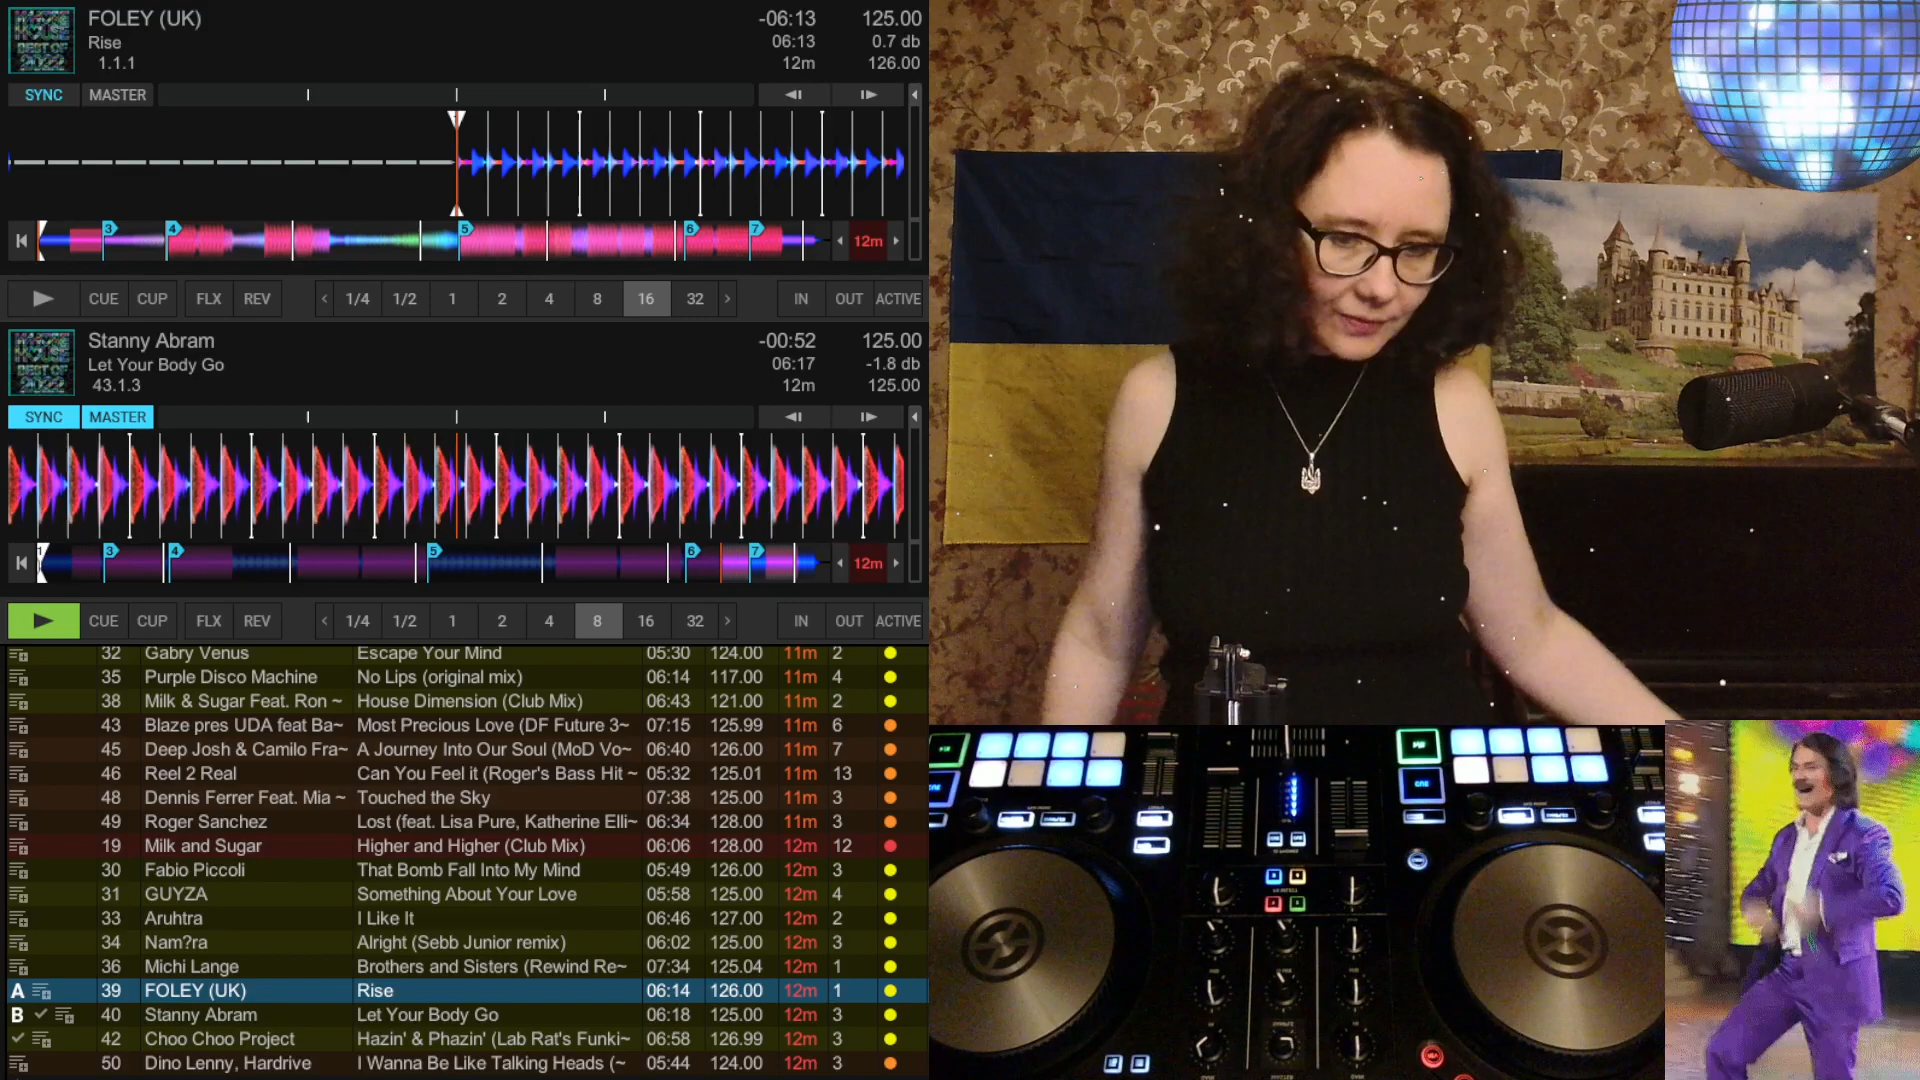 FOLEY (UK) -06:13 125.00
Rise 06:13 0.7 db
1.1.1 12m 126.00
SYNC MASTER
3 4 5 6 7 12m
CUE CUP FLX REV 1/4 1/2 1 2 4 8 16 32 IN OUT ACTIVE
Stanny Abram -00:52 125.00
Let Your Body Go 06:17 -1.8 db
43.1.3 12m 125.00
SYNC MASTER
1 3 4 5 6 7 12m
CUE CUP FLX REV 1/4 1/2 1 2 4 8 16 32 IN OUT ACTIVE
32 Gabry Venus Escape Your Mind 05:30 124.00 11m 2
35 Purple Disco Machine No Lips (original mix) 06:14 117.00 11m 4
38 Milk & Sugar Feat. Ron ~ House Dimension (Club Mix) 06:43 121.00 11m 2
43 Blaze pres UDA feat Ba~ Most Precious Love (DF Future 3~ 07:15 125.99 11m 6
45 Deep Josh & Camilo Fra~ A Journey Into Our Soul (MoD Vo~ 06:40 126.00 11m 7
46 Reel 2 Real Can You Feel it (Roger's Bass Hit ~ 05:32 125.01 11m 13
48 Dennis Ferrer Feat. Mia ~ Touched the Sky 07:38 125.00 11m 3
49 Roger Sanchez Lost (feat. Lisa Pure, Katherine Elli~ 06:34 128.00 11m 3
19 Milk and Sugar Higher and Higher (Club Mix) 06:06 128.00 12m 12
30 Fabio Piccoli That Bomb Fall Into My Mind 05:49 126.00 12m 3
31 GUYZA Something About Your Love 05:58 125.00 12m 4
33 Aruhtra I Like It 06:46 127.00 12m 2
34 Nam?ra Alright (Sebb Junior remix) 06:02 125.00 12m 3
36 Michi Lange Brothers and Sisters (Rewind Re~ 07:34 125.04 12m 1
A 39 FOLEY (UK) Rise 06:14 126.00 12m 1
B 40 Stanny Abram Let Your Body Go 06:18 125.00 12m 3
42 Choo Choo Project Hazin' & Phazin' (Lab Rat's Funki~ 06:58 126.99 12m 3
50 Dino Lenny, Hardrive I Wanna Be Like Talking Heads (~ 05:44 124.00 12m 3